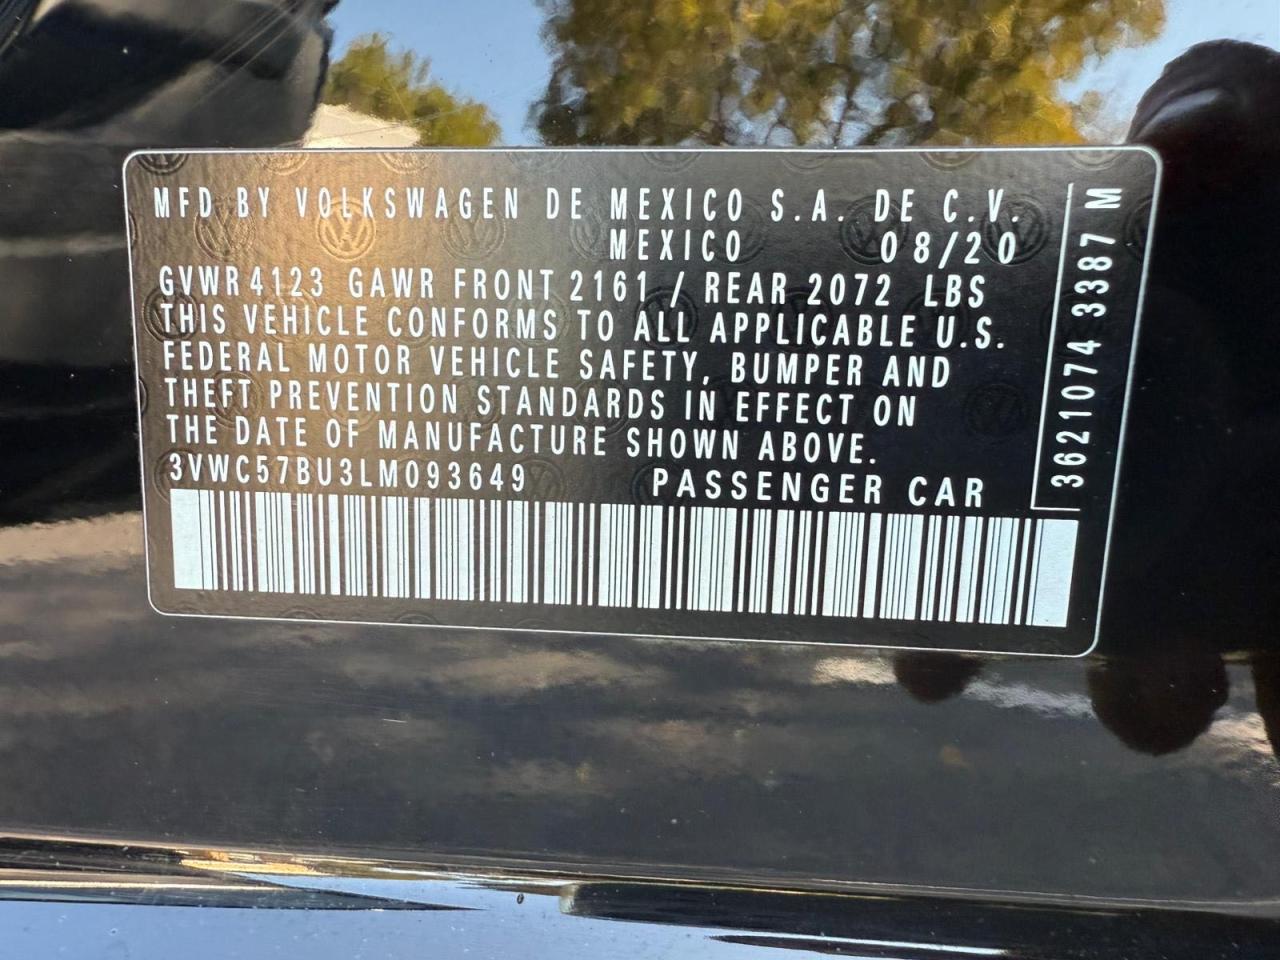 MFD BY VOLKSWAGEN DE MEXICO S.A. DE C.V.
MEXICO 08/20
GVWR 4123 GAWR FRONT 2161 / REAR 2072 LBS
THIS VEHICLE CONFORMS TO ALL APPLICABLE U.S.
FEDERAL MOTOR VEHICLE SAFETY, BUMPER AND
THEFT PREVENTION STANDARDS IN EFFECT ON
THE DATE OF MANUFACTURE SHOWN ABOVE.
3VWC57BU3LM093649 PASSENGER CAR
3621074 3387 M